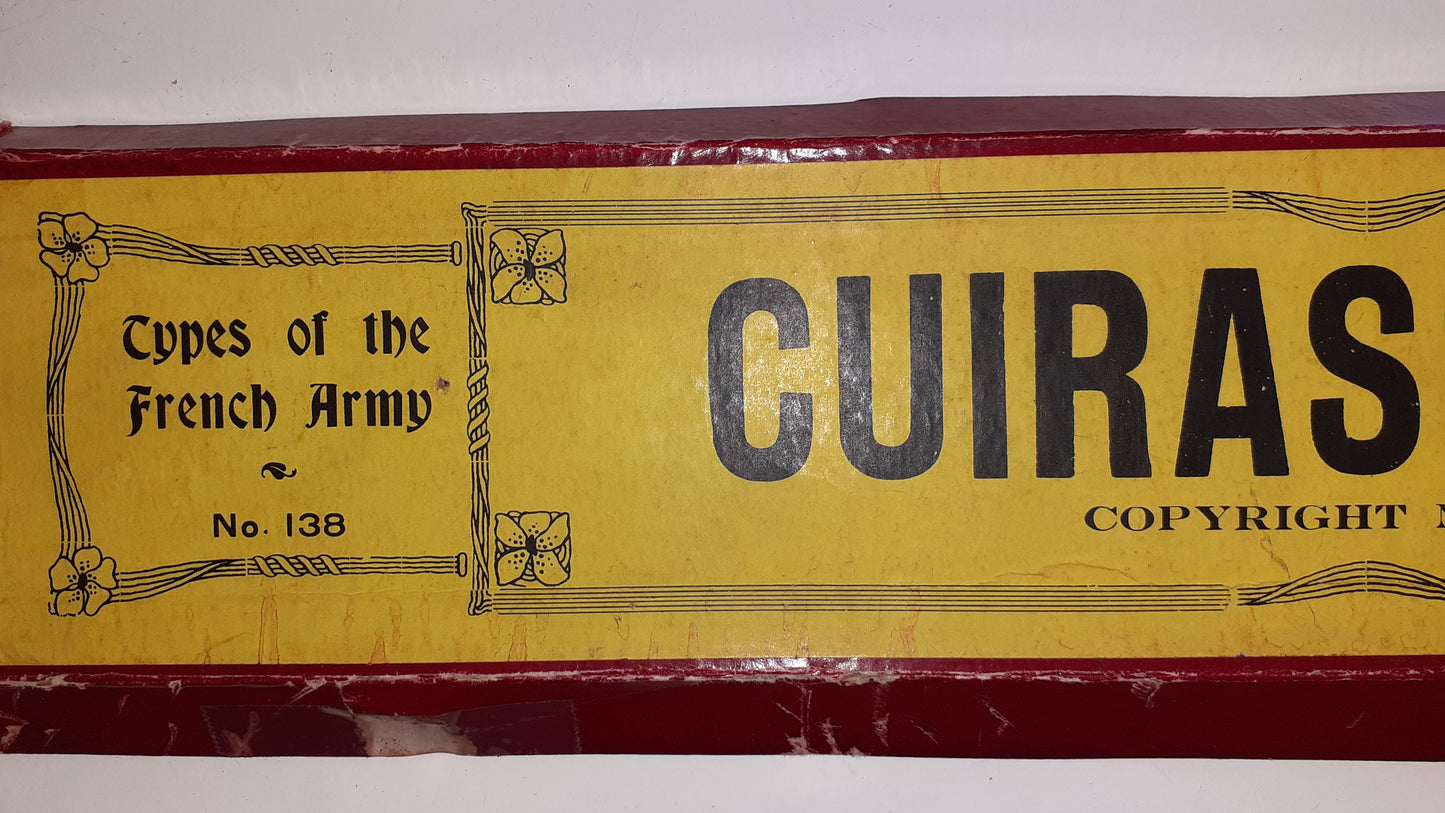 Types of the
French Army
No. 138
CUIRAS
COPYRIGHT